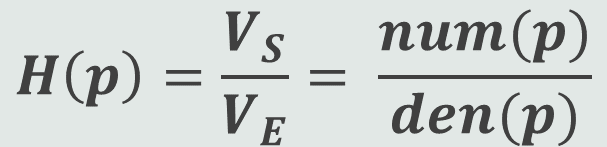 H(p) = V_S / V_E = num(p) / den(p)